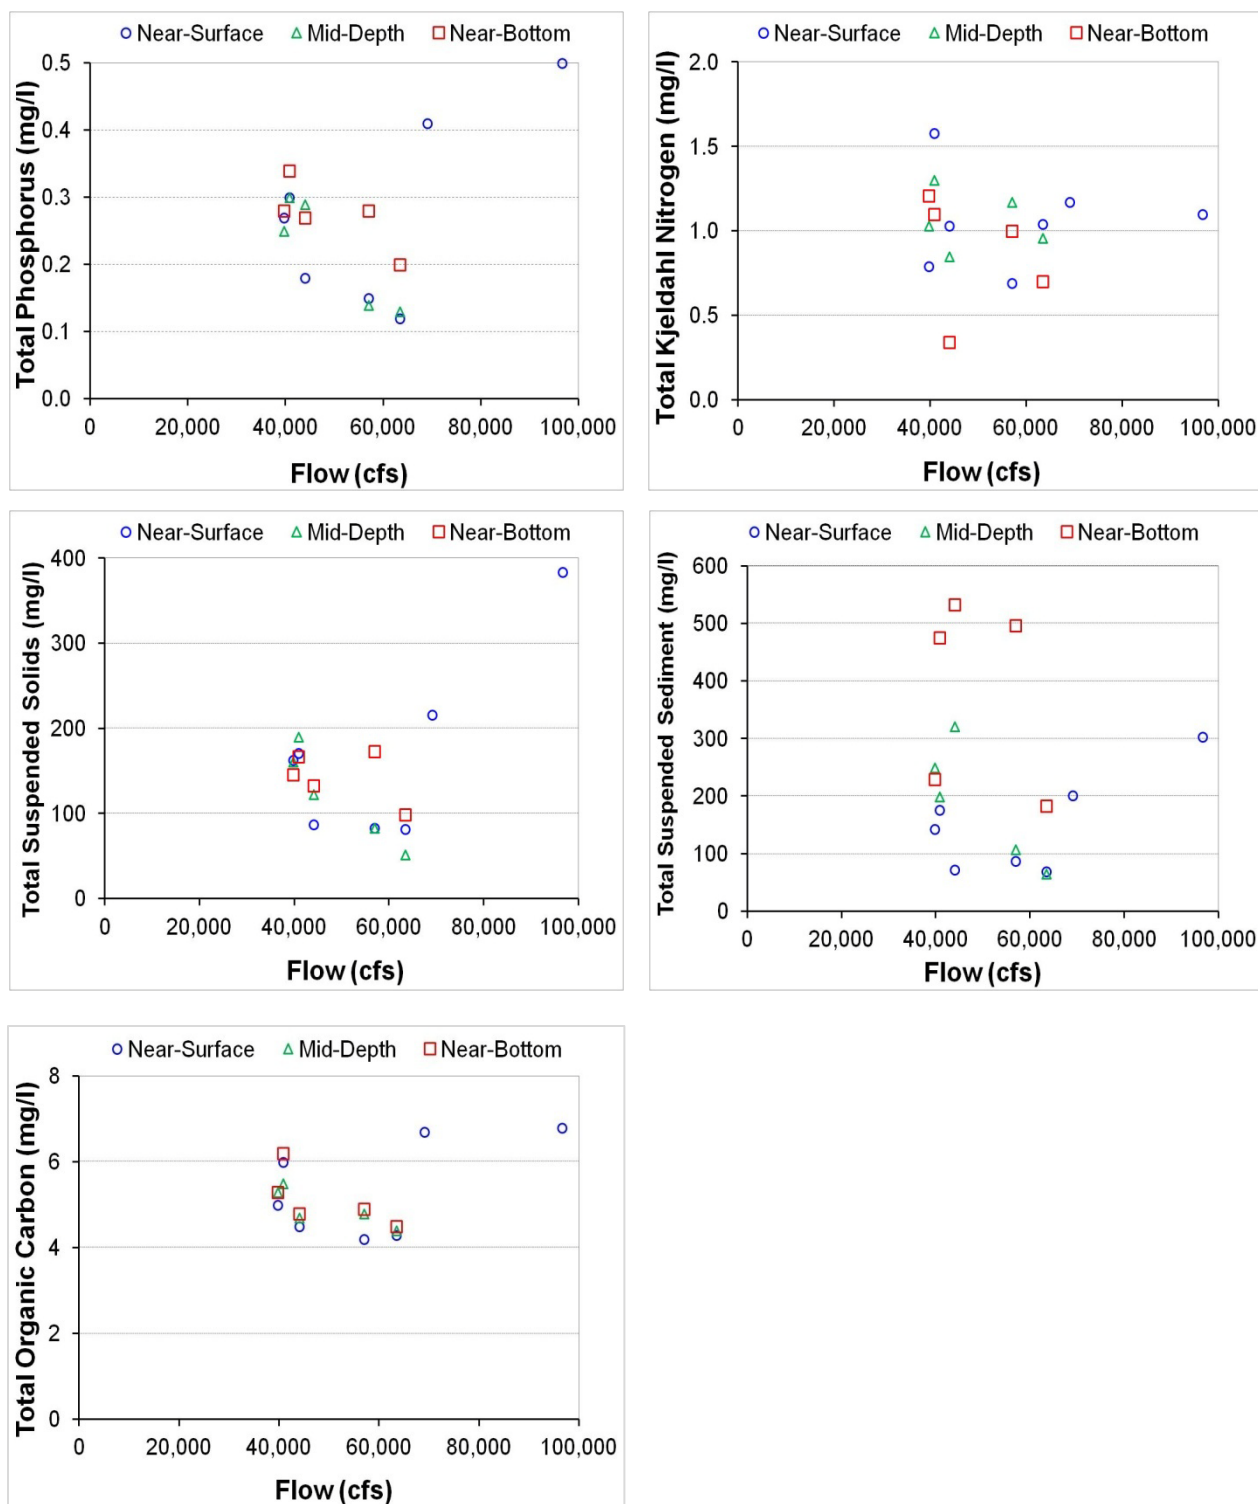 Near-Surface Mid-Depth Near-Bottom
Total Phosphorus (mg/l)
0.5
0.4
0.3
0.2
0.1
0.0
0 20,000 40,000 60,000 80,000 100,000
Flow (cfs)
Near-Surface Mid-Depth Near-Bottom
Total Kjeldahl Nitrogen (mg/l)
2.0
1.5
1.0
0.5
0.0
0 20,000 40,000 60,000 80,000 100,000
Flow (cfs)
Near-Surface Mid-Depth Near-Bottom
Total Suspended Solids (mg/l)
400
300
200
100
0
0 20,000 40,000 60,000 80,000 100,000
Flow (cfs)
Near-Surface Mid-Depth Near-Bottom
Total Suspended Sediment (mg/l)
600
500
400
300
200
100
0
0 20,000 40,000 60,000 80,000 100,000
Flow (cfs)
Near-Surface Mid-Depth Near-Bottom
Total Organic Carbon (mg/l)
8
6
4
2
0
0 20,000 40,000 60,000 80,000 100,000
Flow (cfs)